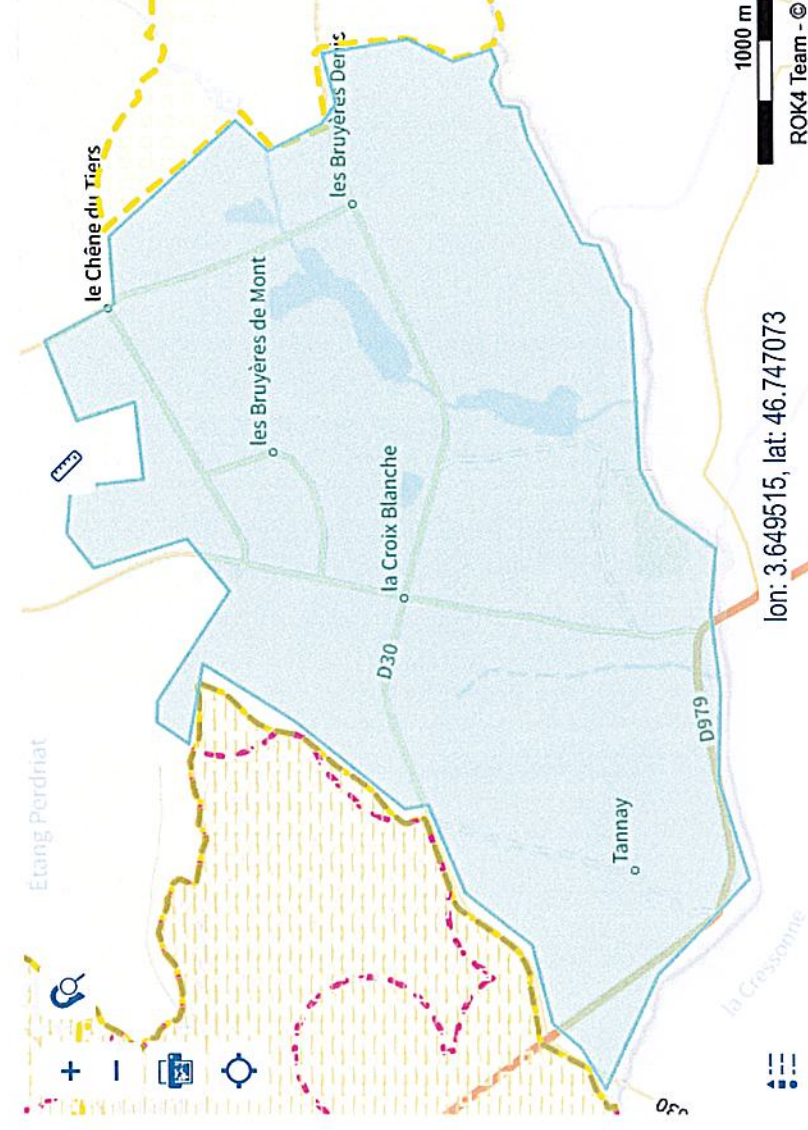 Etang Perdriat
le Chêne du Tiers
les Bruyères de Mont
les Bruyères Denis
la Croix Blanche
D30
Tannay
D979
la Cressonne
lon: 3.649515, lat: 46.747073
1000 m
ROK4 Team - ©